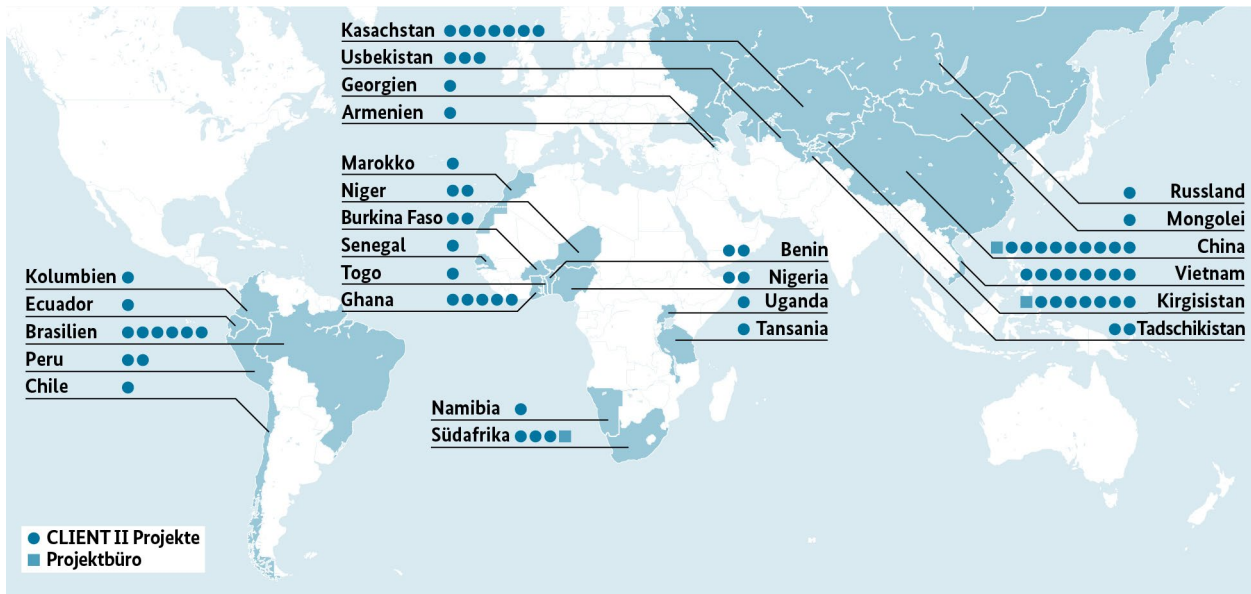 Kasachstan
Usbekistan
Georgien
Armenien
Marokko
Niger
Burkina Faso
Senegal
Togo
Ghana
Benin
Nigeria
Uganda
Tansania
Russland
Mongolei
China
Vietnam
Kirgisistan
Tadschikistan
Kolumbien
Ecuador
Brasilien
Peru
Chile
Namibia
Südafrika
CLIENT II Projekte
Projektbüro